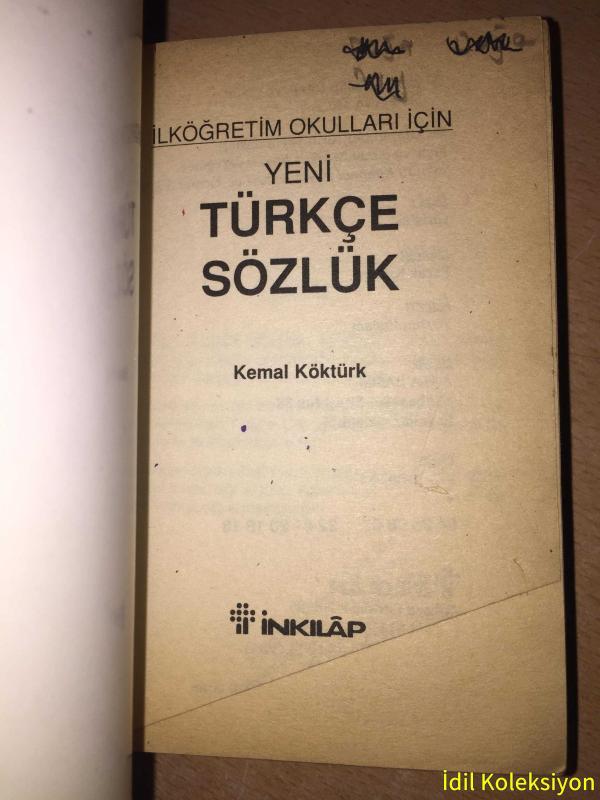 İLKÖĞRETİM OKULLARI İÇİN
YENİ
TÜRKÇE
SÖZLÜK
Kemal Köktürk
İNKILÂP
İdil Koleksiyon